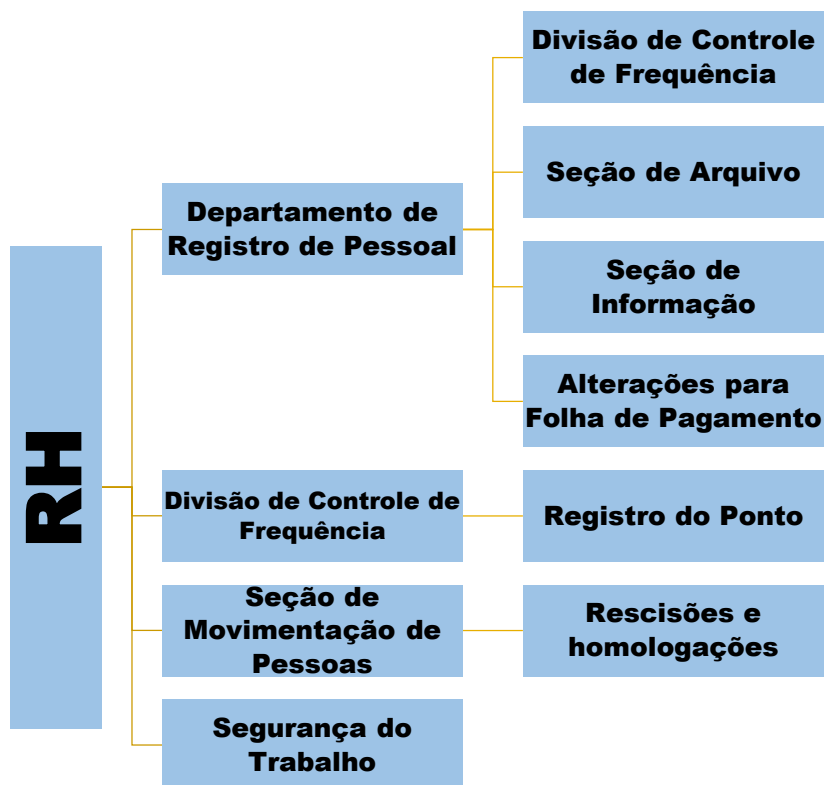 RH
Departamento de
Registro de Pessoal
Divisão de Controle
de Frequência
Seção de Arquivo
Seção de
Informação
Alterações para
Folha de Pagamento
Divisão de Controle de
Frequência
Registro do Ponto
Seção de
Movimentação de
Pessoas
Rescisões e
homologações
Segurança do
Trabalho